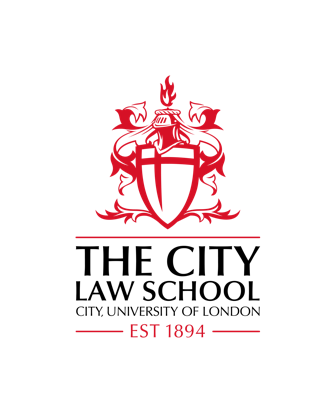 THE CITY
LAW SCHOOL
CITY, UNIVERSITY OF LONDON
EST 1894